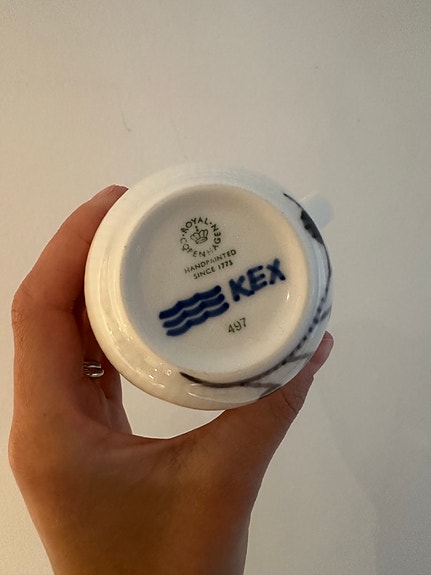 ROYAL COPENHAGEN
HANDPAINTED
SINCE 1775
KEX
497